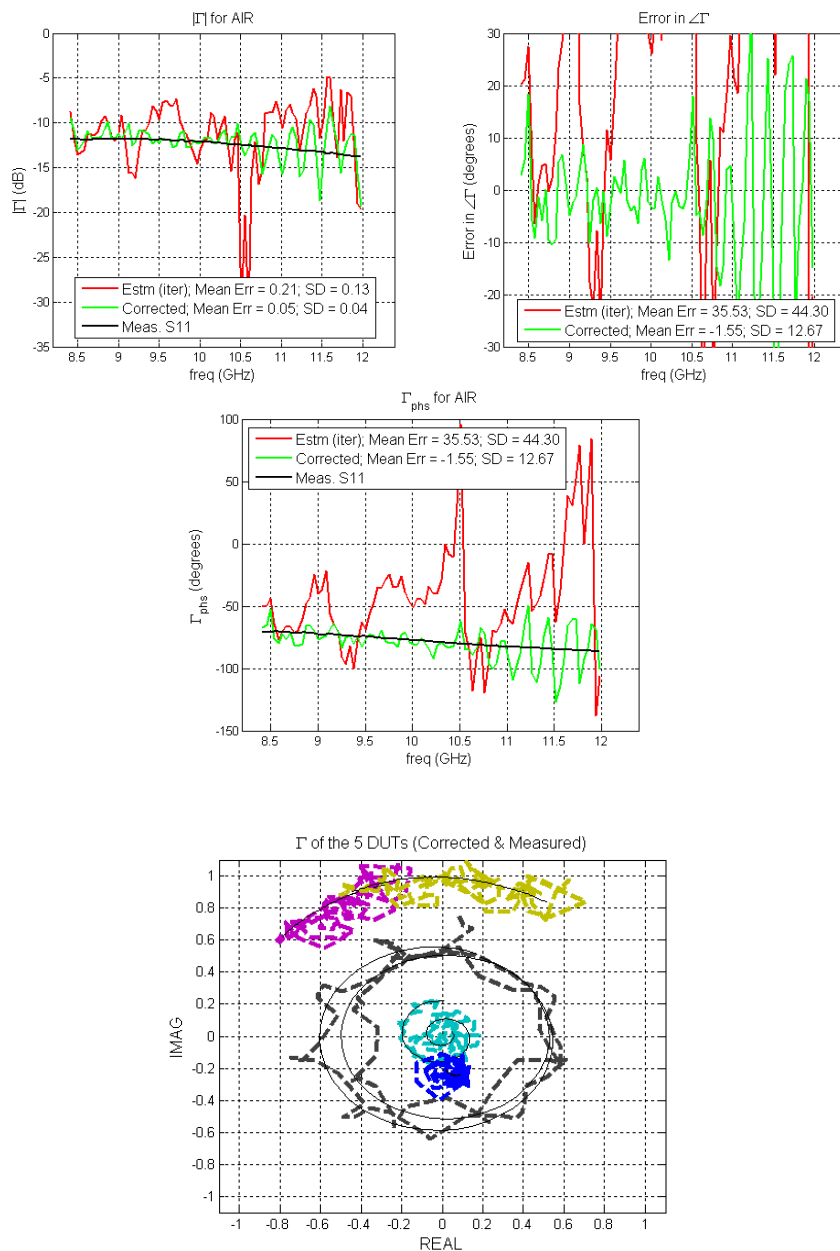 |Γ| for AIR
0
-5
-10
-15
-20
-25
-30
-35
|Γ| (dB)
Estm (iter); Mean Err = 0.21; SD = 0.13
Corrected; Mean Err = 0.05; SD = 0.04
Meas. S11
8.5 9 9.5 10 10.5 11 11.5 12
freq (GHz)
Error in ∠Γ
30
20
10
0
-10
-20
-30
Error in ∠Γ (degrees)
Estm (iter); Mean Err = 35.53; SD = 44.30
Corrected; Mean Err = -1.55; SD = 12.67
8.5 9 9.5 10 10.5 11 11.5 12
freq (GHz)
Γphs for AIR
100
50
0
-50
-100
-150
Γphs (degrees)
Estm (iter); Mean Err = 35.53; SD = 44.30
Corrected; Mean Err = -1.55; SD = 12.67
Meas. S11
8.5 9 9.5 10 10.5 11 11.5 12
freq (GHz)
Γ of the 5 DUTs (Corrected & Measured)
1
0.8
0.6
0.4
0.2
0
-0.2
-0.4
-0.6
-0.8
-1
IMAG
-1 -0.8 -0.6 -0.4 -0.2 0 0.2 0.4 0.6 0.8 1
REAL